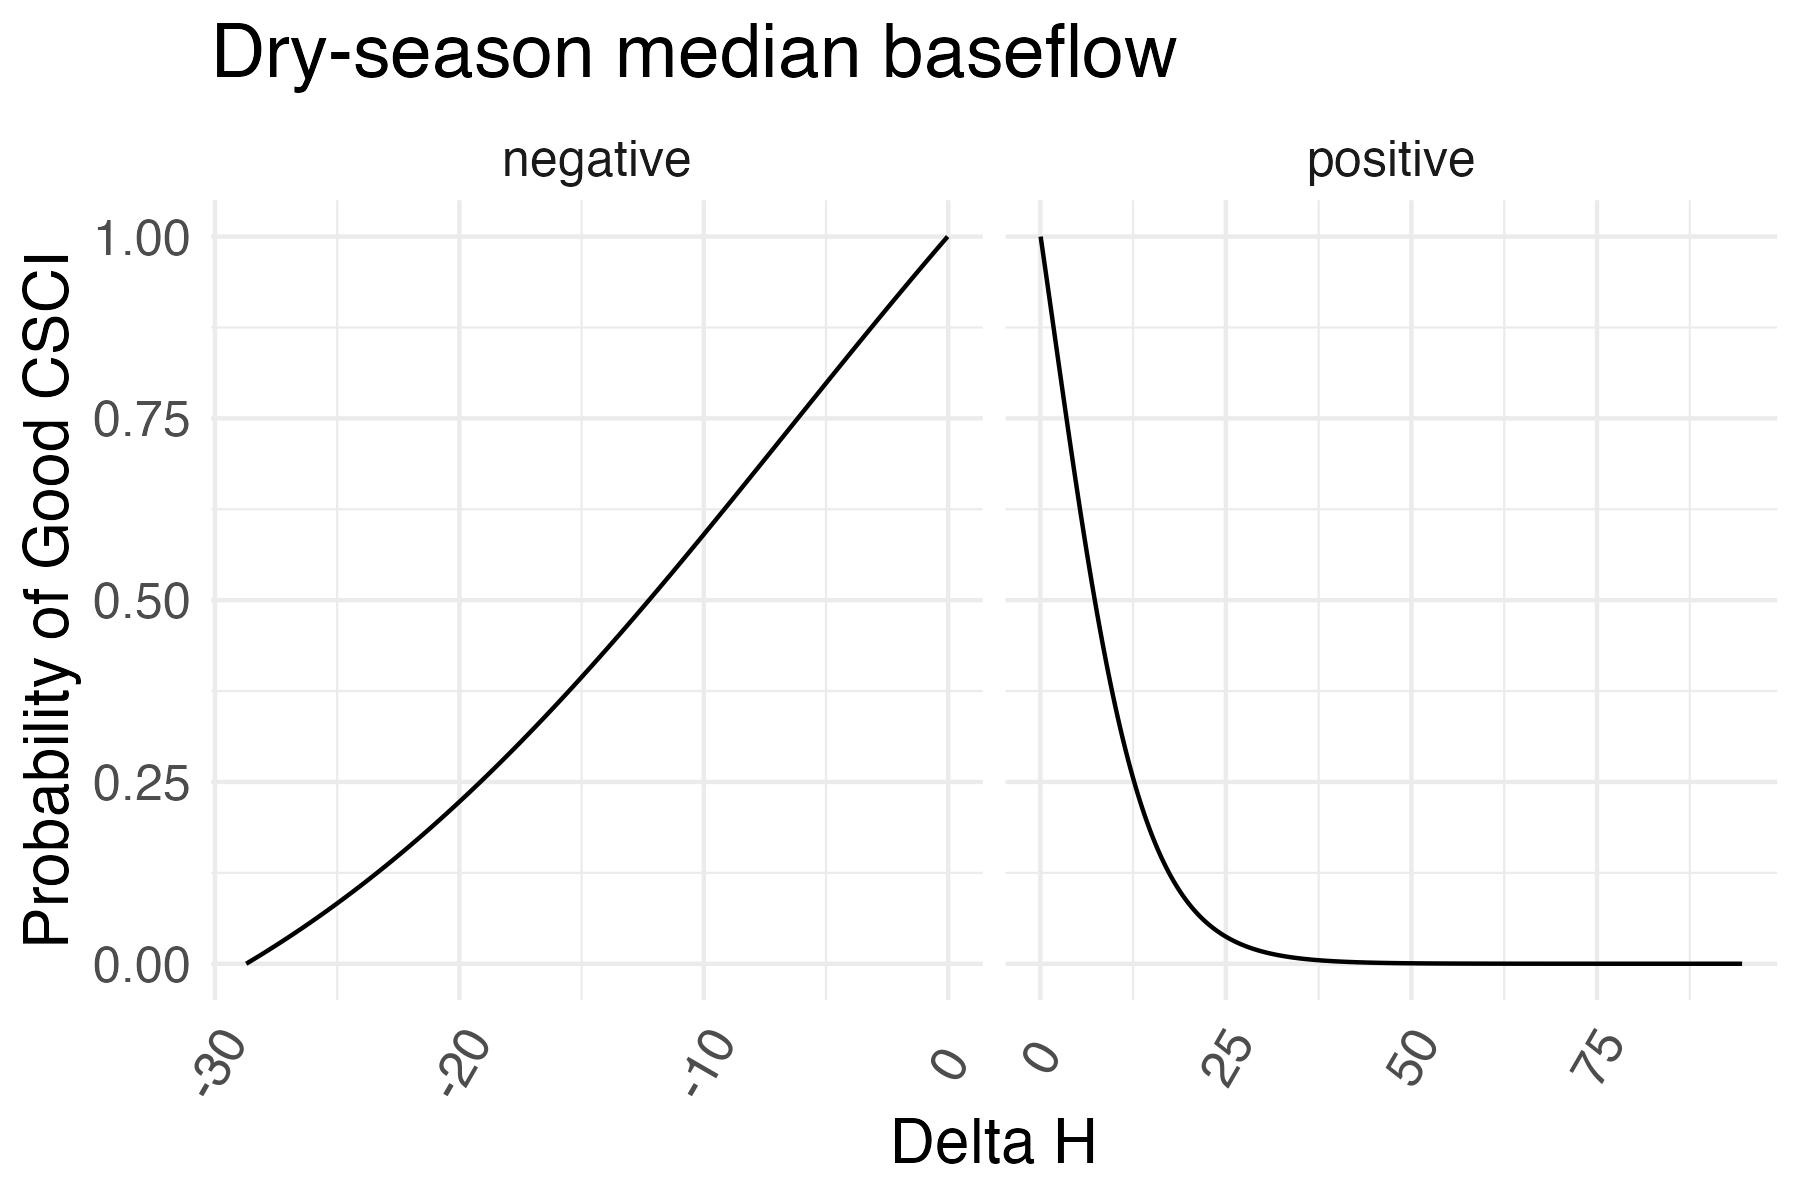 Dry-season median baseflow
negative
positive
Probability of Good CSCI
1.00
0.75
0.50
0.25
0.00
-30
-20
-10
0
0
25
50
75
Delta H